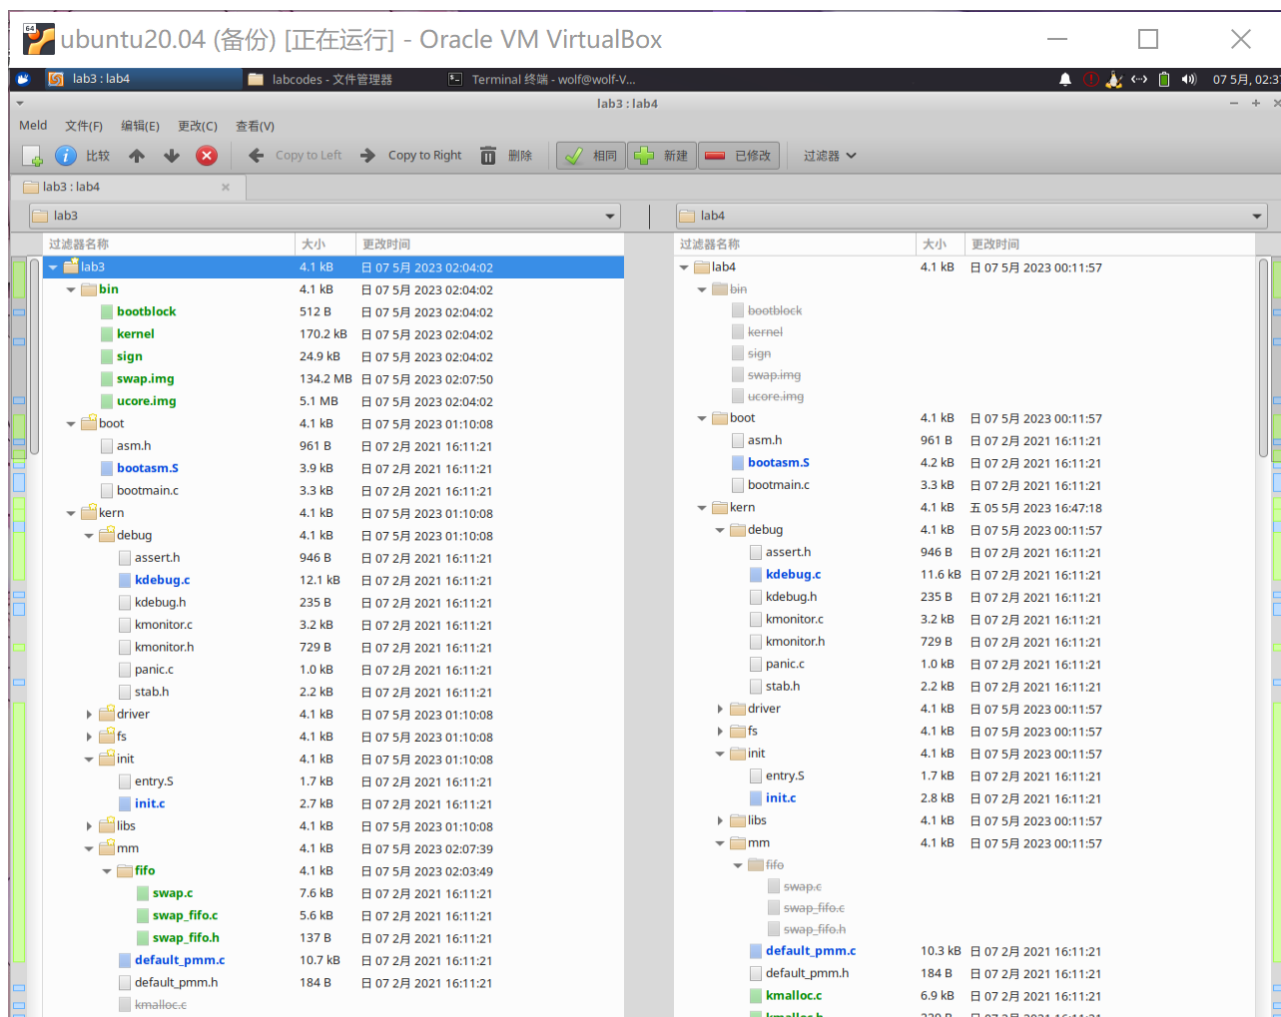 ubuntu20.04 (备份) [正在运行] - Oracle VM VirtualBox
lab3 : lab4 labcodes - 文件管理器 Terminal 终端 - wolf@wolf-V... 07 5月, 02:3
lab3 : lab4
Meld 文件(F) 编辑(E) 更改(C) 查看(V)
比较 Copy to Left Copy to Right 删除 相同 新建 已修改 过滤器
lab3 : lab4
lab3 lab4
过滤器名称 大小 更改时间 过滤器名称 大小 更改时间
lab3 4.1 kB 日 07 5月 2023 02:04:02 lab4 4.1 kB 日 07 5月 2023 00:11:57
bin 4.1 kB 日 07 5月 2023 02:04:02 bin
bootblock 512 B 日 07 5月 2023 02:04:02 bootblock
kernel 170.2 kB 日 07 5月 2023 02:04:02 kernel
sign 24.9 kB 日 07 5月 2023 02:04:02 sign
swap.img 134.2 MB 日 07 5月 2023 02:07:50 swap.img
ucore.img 5.1 MB 日 07 5月 2023 02:04:02 ucore.img
boot 4.1 kB 日 07 5月 2023 01:10:08 boot 4.1 kB 日 07 5月 2023 00:11:57
asm.h 961 B 日 07 2月 2021 16:11:21 asm.h 961 B 日 07 2月 2021 16:11:21
bootasm.S 3.9 kB 日 07 2月 2021 16:11:21 bootasm.S 4.2 kB 日 07 2月 2021 16:11:21
bootmain.c 3.3 kB 日 07 2月 2021 16:11:21 bootmain.c 3.3 kB 日 07 2月 2021 16:11:21
kern 4.1 kB 日 07 5月 2023 01:10:08 kern 4.1 kB 五 05 5月 2023 16:47:18
debug 4.1 kB 日 07 5月 2023 01:10:08 debug 4.1 kB 日 07 5月 2023 00:11:57
assert.h 946 B 日 07 2月 2021 16:11:21 assert.h 946 B 日 07 2月 2021 16:11:21
kdebug.c 12.1 kB 日 07 2月 2021 16:11:21 kdebug.c 11.6 kB 日 07 2月 2021 16:11:21
kdebug.h 235 B 日 07 2月 2021 16:11:21 kdebug.h 235 B 日 07 2月 2021 16:11:21
kmonitor.c 3.2 kB 日 07 2月 2021 16:11:21 kmonitor.c 3.2 kB 日 07 2月 2021 16:11:21
kmonitor.h 729 B 日 07 2月 2021 16:11:21 kmonitor.h 729 B 日 07 2月 2021 16:11:21
panic.c 1.0 kB 日 07 2月 2021 16:11:21 panic.c 1.0 kB 日 07 2月 2021 16:11:21
stab.h 2.2 kB 日 07 2月 2021 16:11:21 stab.h 2.2 kB 日 07 2月 2021 16:11:21
driver 4.1 kB 日 07 5月 2023 01:10:08 driver 4.1 kB 日 07 5月 2023 00:11:57
fs 4.1 kB 日 07 5月 2023 01:10:08 fs 4.1 kB 日 07 5月 2023 00:11:57
init 4.1 kB 日 07 5月 2023 01:10:08 init 4.1 kB 日 07 5月 2023 00:11:57
entry.S 1.7 kB 日 07 2月 2021 16:11:21 entry.S 1.7 kB 日 07 2月 2021 16:11:21
init.c 2.7 kB 日 07 2月 2021 16:11:21 init.c 2.8 kB 日 07 2月 2021 16:11:21
libs 4.1 kB 日 07 5月 2023 01:10:08 libs 4.1 kB 日 07 5月 2023 00:11:57
mm 4.1 kB 日 07 5月 2023 02:07:39 mm 4.1 kB 日 07 5月 2023 00:11:57
fifo 4.1 kB 日 07 5月 2023 02:03:49 fifo
swap.c 7.6 kB 日 07 2月 2021 16:11:21 swap.c
swap_fifo.c 5.6 kB 日 07 2月 2021 16:11:21 swap_fifo.c
swap_fifo.h 137 B 日 07 2月 2021 16:11:21 swap_fifo.h
default_pmm.c 10.7 kB 日 07 2月 2021 16:11:21 default_pmm.c 10.3 kB 日 07 2月 2021 16:11:21
default_pmm.h 184 B 日 07 2月 2021 16:11:21 default_pmm.h 184 B 日 07 2月 2021 16:11:21
kmalloc.c kmalloc.c 6.9 kB 日 07 2月 2021 16:11:21